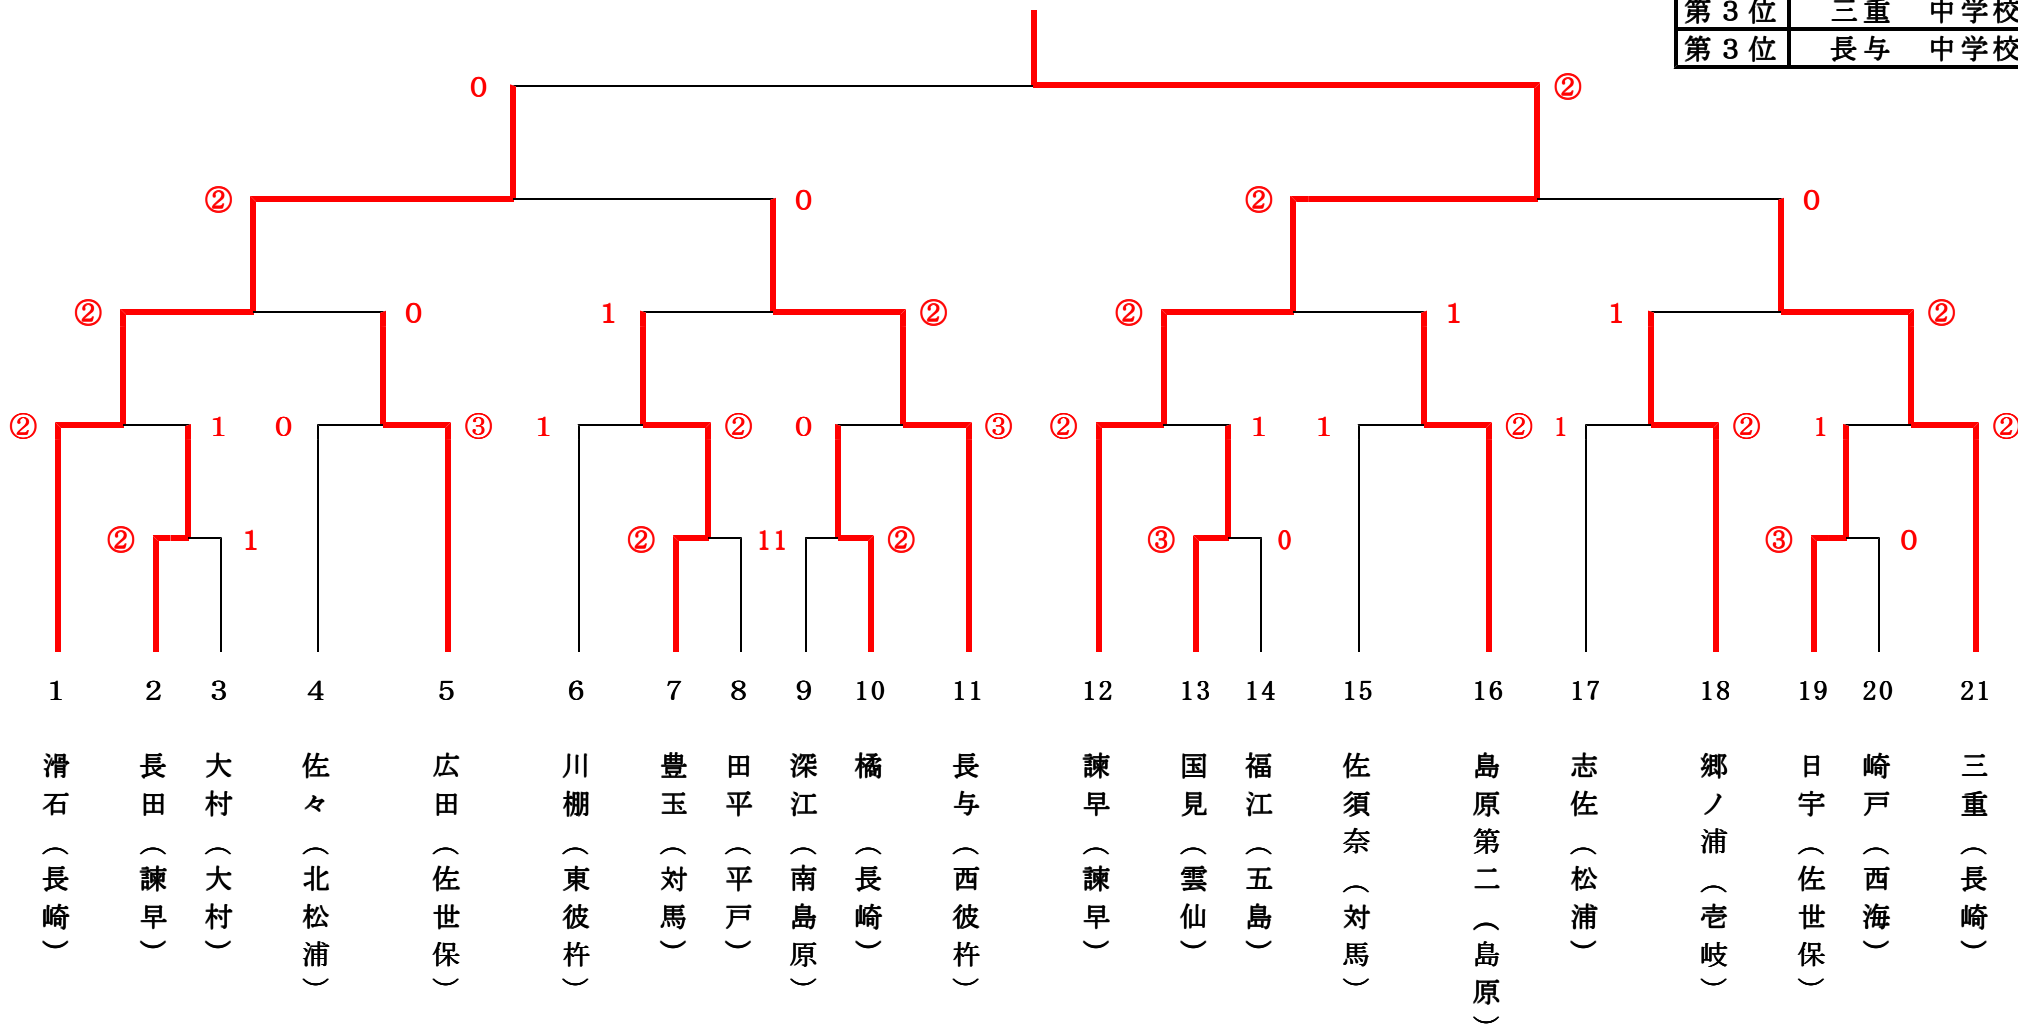 第３位 三重 中学校
第３位 長与 中学校
0 ②
② 0 ② 0
② 0 1 ② ② 1 1 ②
② 1 0 ③ 1 ② 0 ③ ② 1 1 ② 1 ② 1 ②
② 1 ② 11 ② ③ 0 ③ 0
1 2 3 4 5 6 7 8 9 10 11 12 13 14 15 16 17 18 19 20 21
滑石（長崎）
長田（諫早）
大村（大村）
佐々（北松浦）
広田（佐世保）
川棚（東彼杵）
豊玉（対馬）
田平（平戸）
深江（南島原）
橘（長崎）
長与（西彼杵）
諫早（諫早）
国見（雲仙）
福江（五島）
佐須奈（対馬）
島原第二（島原）
志佐（松浦）
郷ノ浦（壱岐）
日宇（佐世保）
崎戸（西海）
三重（長崎）